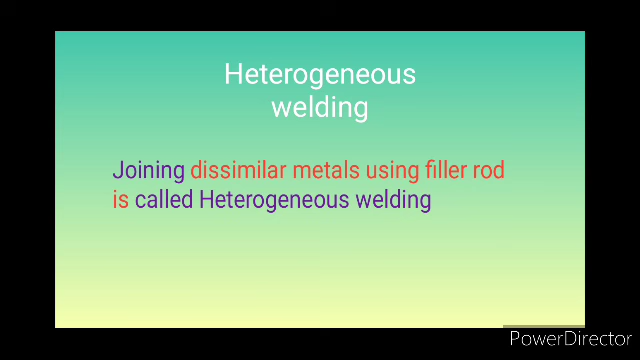 Heterogeneous
welding
Joining dissimilar metals using filler rod
is called Heterogeneous welding
PowerDirector